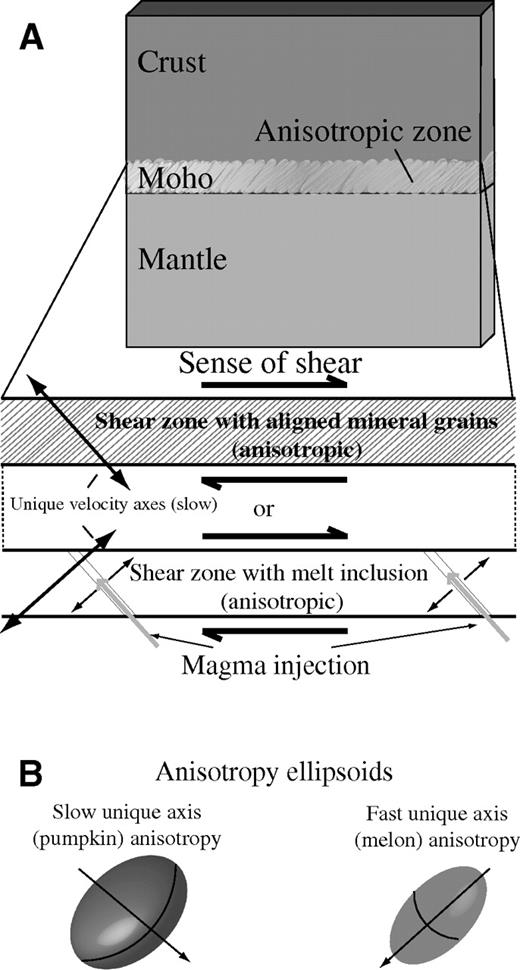 A
Crust
Anisotropic zone
Moho
Mantle
Sense of shear
Shear zone with aligned mineral grains
(anisotropic)
Unique velocity axes (slow)
or
Shear zone with melt inclusion
(anisotropic)
Magma injection
B
Anisotropy ellipsoids
Slow unique axis
(pumpkin) anisotropy
Fast unique axis
(melon) anisotropy